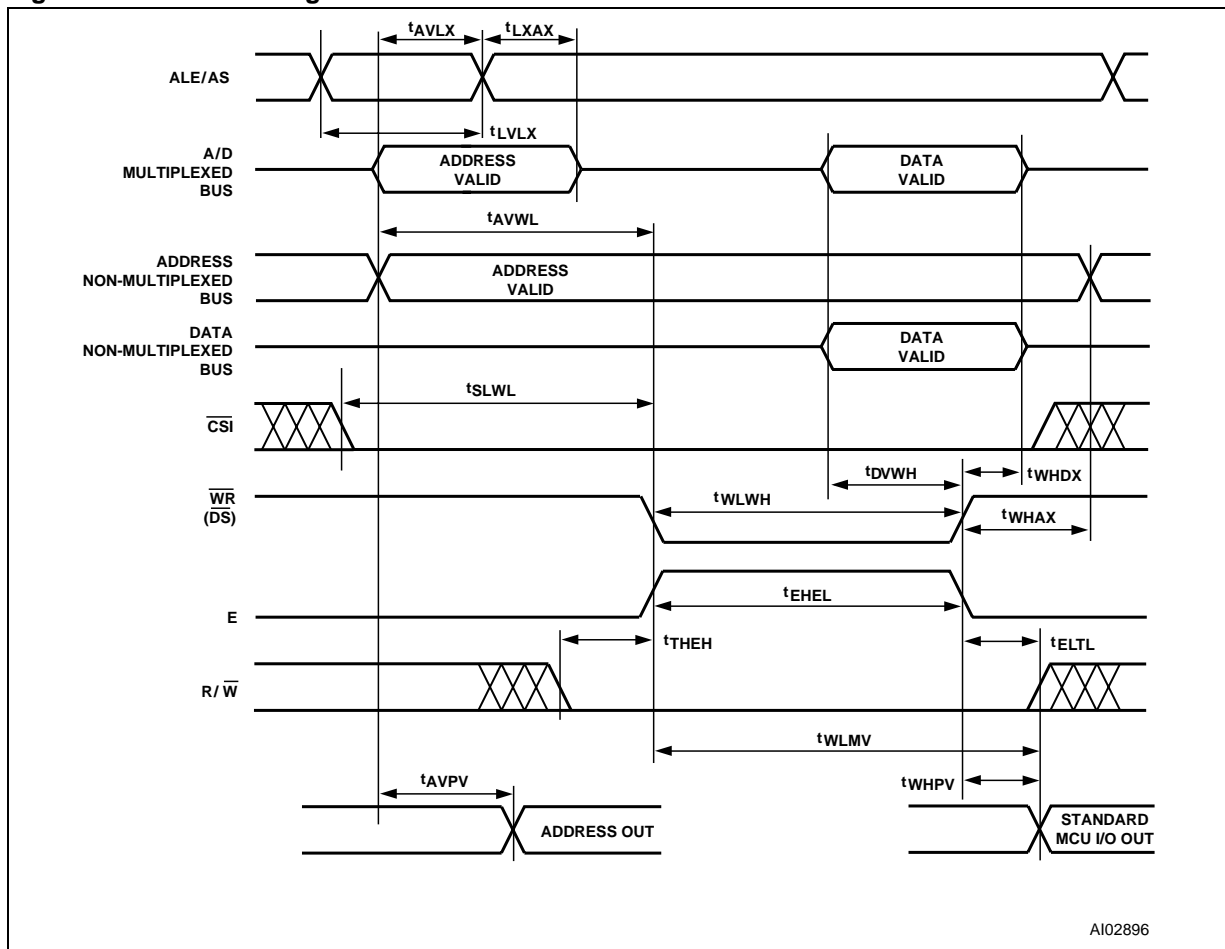 tAVLX tLXAX
ALE/AS
tLVLX
A/D
MULTIPLEXED
BUS
ADDRESS
VALID
DATA
VALID
tAVWL
ADDRESS
NON-MULTIPLEXED
BUS
ADDRESS
VALID
DATA
NON-MULTIPLEXED
BUS
DATA
VALID
tSLWL
CSI
tDVWH tWHDX
WR
(DS)
tWLWH
tWHAX
E
tEHEL
tTHEH tELTL
R/W
tWLMV
tAVPV tWHPV
ADDRESS OUT
STANDARD
MCU I/O OUT
AI02896